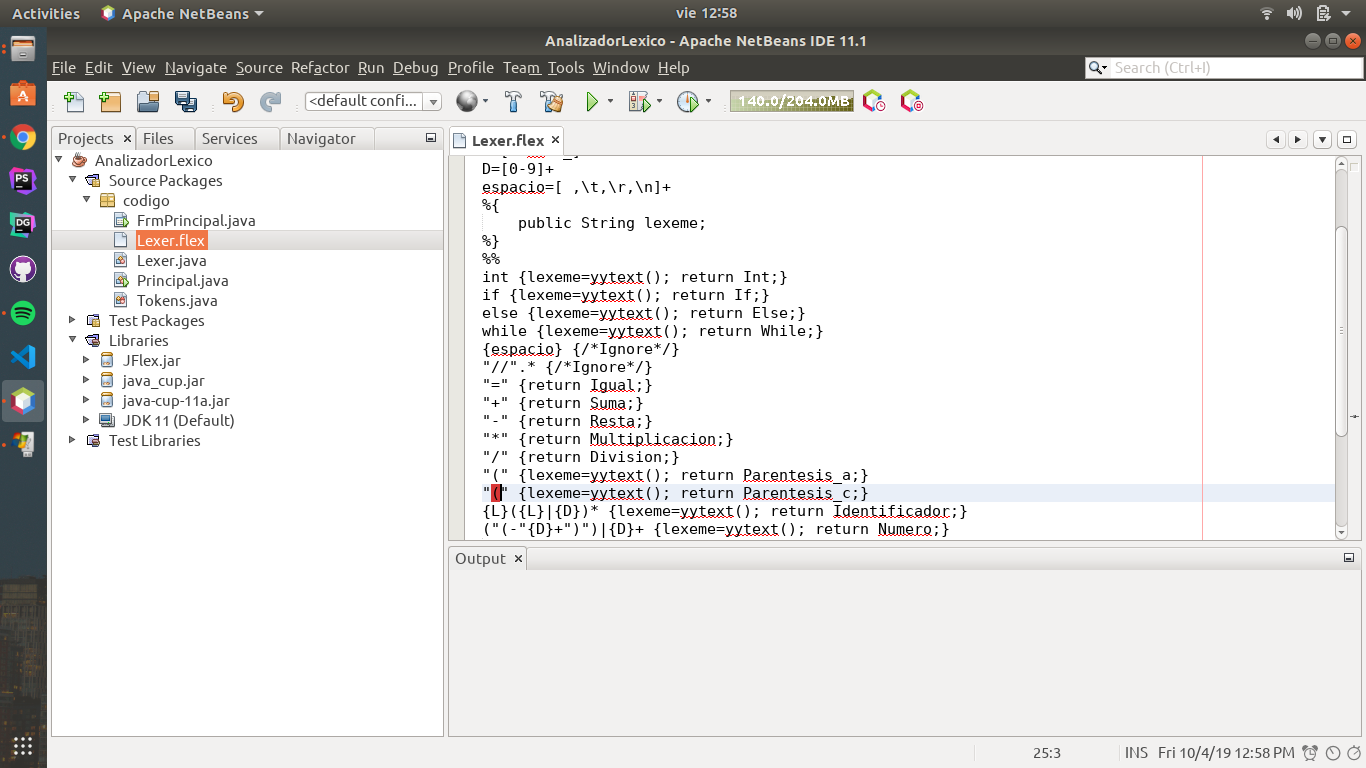 Activities
Apache NetBeans
vie 12:58
AnalizadorLexico - Apache NetBeans IDE 11.1
File Edit View Navigate Source Refactor Run Debug Profile Team Tools Window Help
Search (Ctrl+I)
<default confi...
140.0/204.0MB
Projects
Files
Services
Navigator
AnalizadorLexico
Source Packages
codigo
FrmPrincipal.java
Lexer.flex
Lexer.java
Principal.java
Tokens.java
Test Packages
Libraries
JFlex.jar
java_cup.jar
java-cup-11a.jar
JDK 11 (Default)
Test Libraries
PS
DG
Lexer.flex
D=[0-9]+
espacio=[ ,\t,\r,\n]+
%{
public String lexeme;
%}
%%
int {lexeme=yytext(); return Int;}
if {lexeme=yytext(); return If;}
else {lexeme=yytext(); return Else;}
while {lexeme=yytext(); return While;}
{espacio} {/*Ignore*/}
"//".* {/*Ignore*/}
"=" {return Igual;}
"+" {return Suma;}
"-" {return Resta;}
"*" {return Multiplicacion;}
"/" {return Division;}
"(" {lexeme=yytext(); return Parentesis_a;}
"(" {lexeme=yytext(); return Parentesis_c;}
{L}({L}|{D})* {lexeme=yytext(); return Identificador;}
("(-"{D}+")")|{D}+ {lexeme=yytext(); return Numero;}
Output
25:3
INS
Fri 10/4/19 12:58 PM